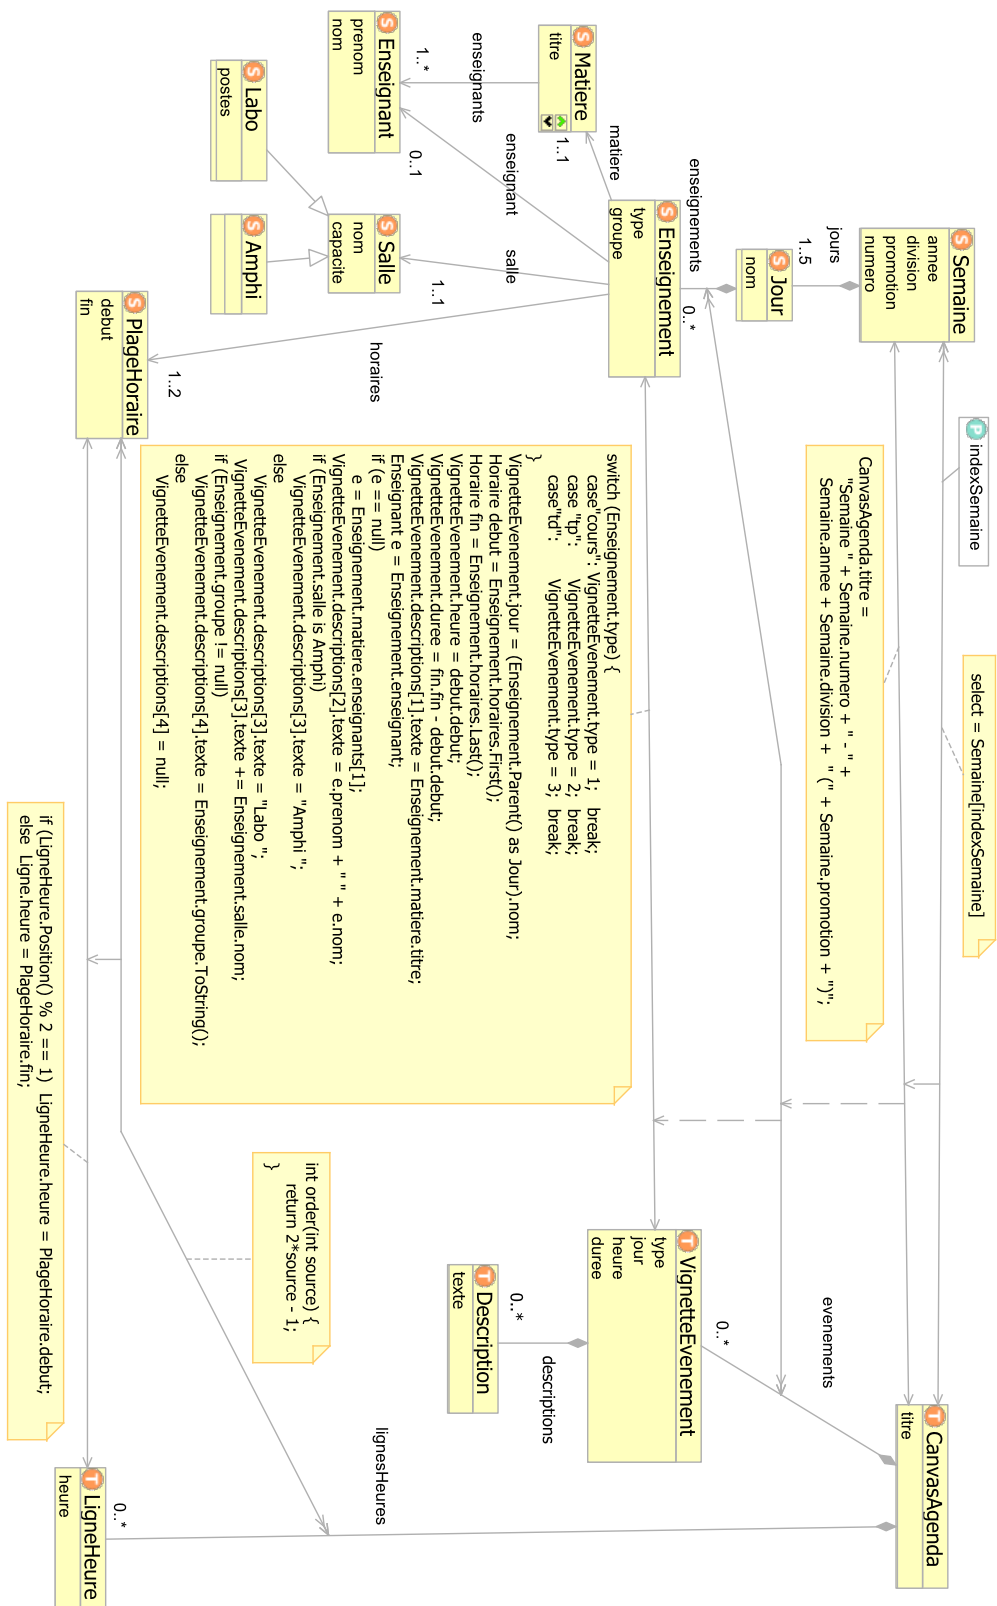 S Semaine
annee
division
promotion
numero
jours
1..5
S Jour
nom
enseignements
0..*
S Enseignement
type
groupe
matiere
1..1
S Matiere
titre
enseignants
1..*
S Enseignant
prenom
nom
enseignant
0..1
salle
1..1
S Salle
nom
capacite
S Labo
postes
S Amphi
horaires
1..2
S PlageHoraire
debut
fin
P indexSemaine
select = Semaine[indexSemaine]
CanvasAgenda.titre =
"Semaine " + Semaine.numero + " - " +
Semaine.annee + Semaine.division + " (" + Semaine.promotion + ")";
switch (Enseignement.type) {
case"cours": VignetteEvenement.type = 1; break;
case "tp": VignetteEvenement.type = 2; break;
case"td": VignetteEvenement.type = 3; break;
}
VignetteEvenement.jour = (Enseignement.Parent() as Jour).nom;
Horaire debut = Enseignement.horaires.First();
Horaire fin = Enseignement.horaires.Last();
VignetteEvenement.heure = debut.debut;
VignetteEvenement.duree = fin.fin - debut.debut;
VignetteEvenement.descriptions[1].texte = Enseignement.matiere.titre;
Enseignant e = Enseignement.enseignant;
if (e == null)
e = Enseignement.matiere.enseignants[1];
VignetteEvenement.descriptions[2].texte = e.prenom + " " + e.nom;
if (Enseignement.salle is Amphi)
VignetteEvenement.descriptions[3].texte = "Amphi ";
else
VignetteEvenement.descriptions[3].texte = "Labo ";
VignetteEvenement.descriptions[3].texte += Enseignement.salle.nom;
if (Enseignement.groupe != null)
VignetteEvenement.descriptions[4].texte = Enseignement.groupe.ToString();
else
VignetteEvenement.descriptions[4] = null;
int order(int source) {
return 2*source - 1;
}
if (LigneHeure.Position() % 2 == 1) LigneHeure.heure = PlageHoraire.debut;
else Ligne.heure = PlageHoraire.fin;
T CanvasAgenda
titre
evenements
0..*
T VignetteEvenement
type
jour
heure
duree
descriptions
0..*
T Description
texte
lignesHeures
0..*
T LigneHeure
heure